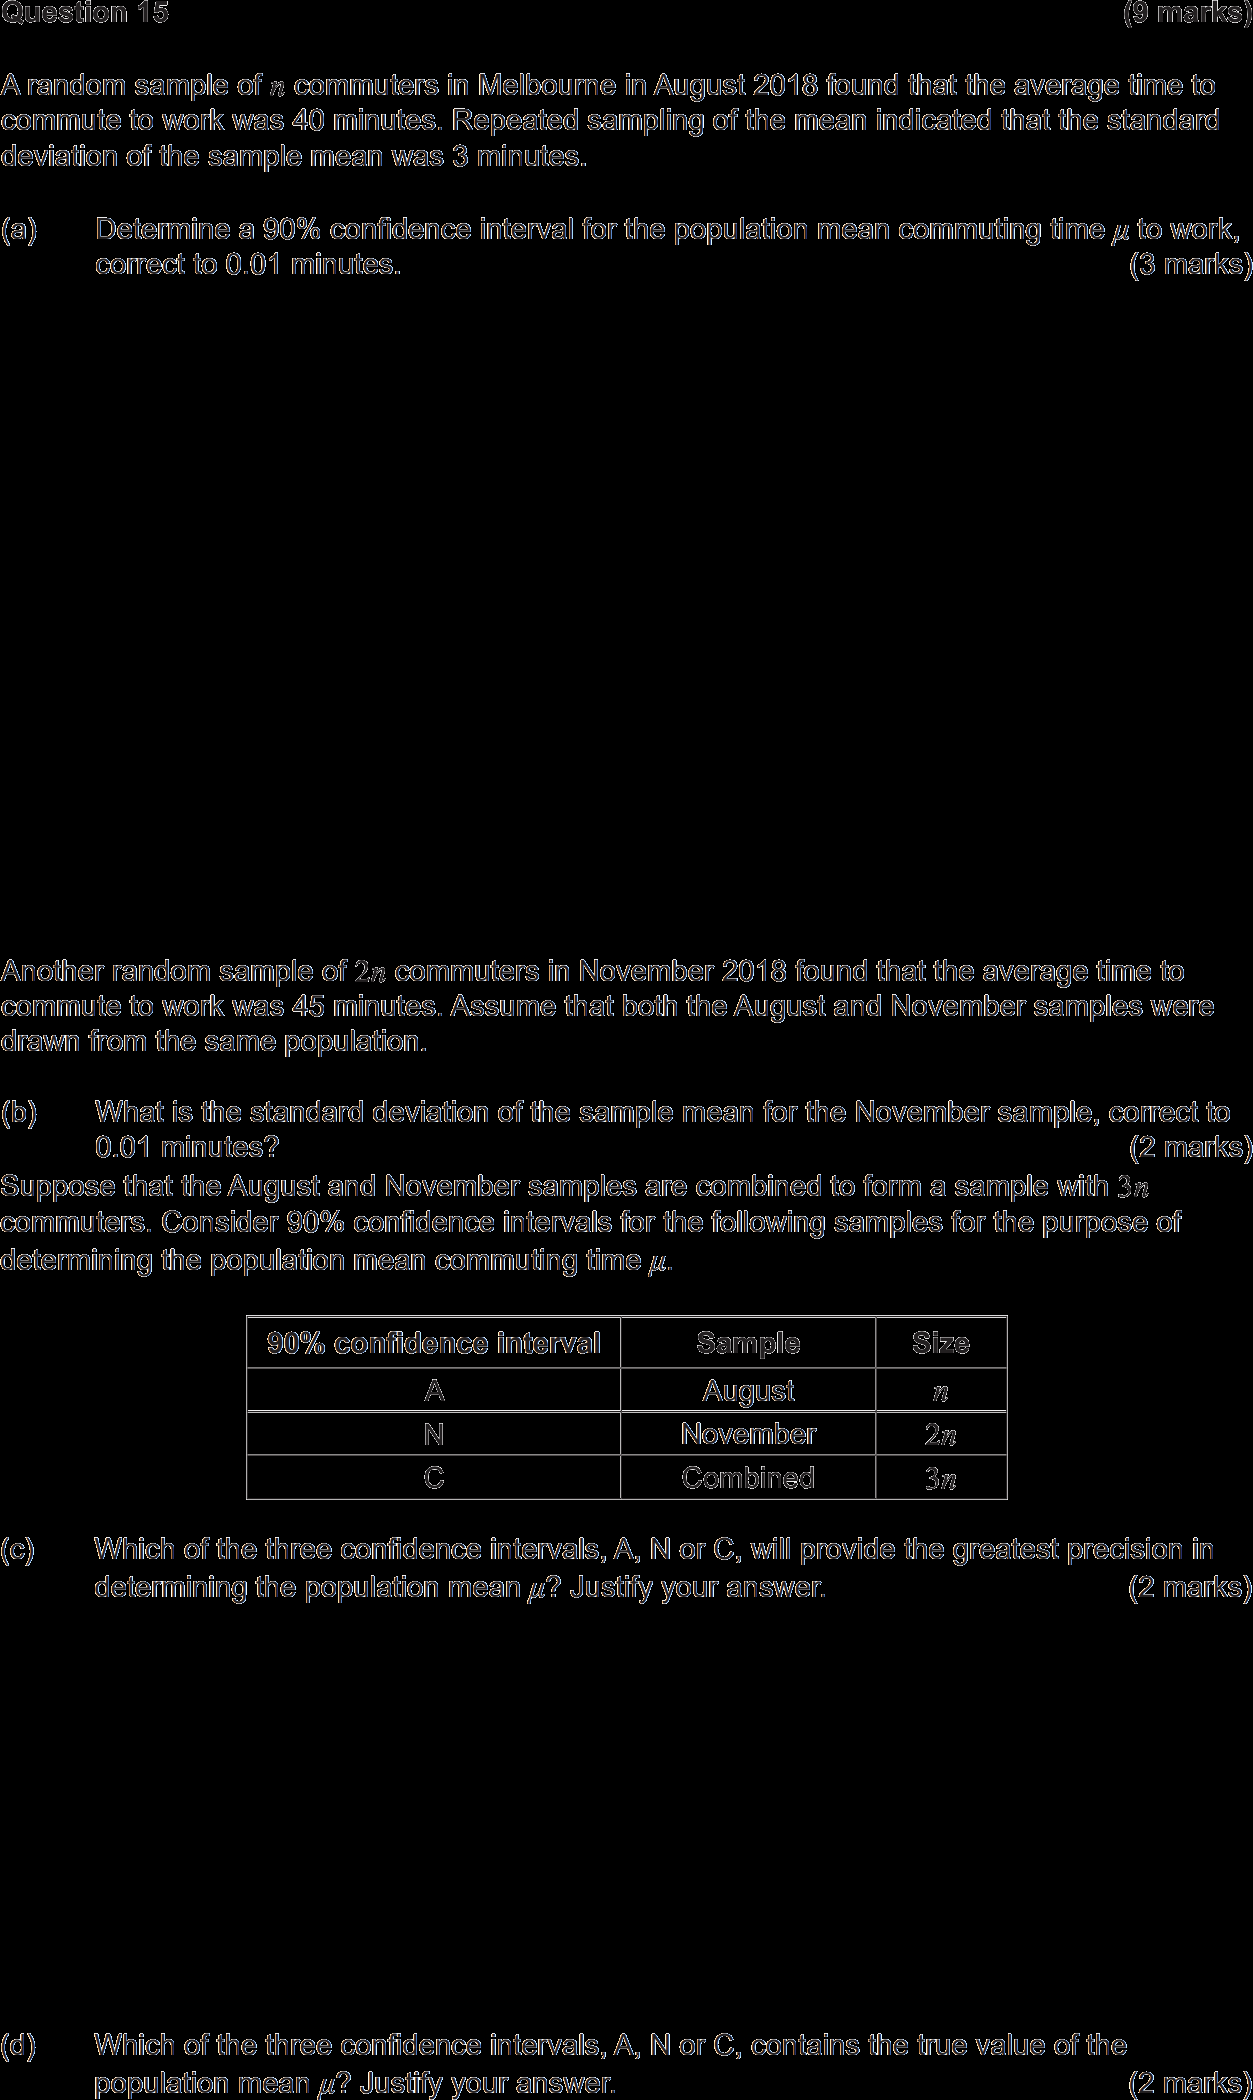 Question 15 (9 marks)
A random sample of n commuters in Melbourne in August 2018 found that the average time to
commute to work was 40 minutes. Repeated sampling of the mean indicated that the standard
deviation of the sample mean was 3 minutes.
(a) Determine a 90% confidence interval for the population mean commuting time μ to work,
correct to 0.01 minutes. (3 marks)
Another random sample of 2n commuters in November 2018 found that the average time to
commute to work was 45 minutes. Assume that both the August and November samples were
drawn from the same population.
(b) What is the standard deviation of the sample mean for the November sample, correct to
0.01 minutes? (2 marks)
Suppose that the August and November samples are combined to form a sample with 3n
commuters. Consider 90% confidence intervals for the following samples for the purpose of
determining the population mean commuting time μ.
90% confidence interval Sample Size
A August n
N November 2n
C Combined 3n
(c) Which of the three confidence intervals, A, N or C, will provide the greatest precision in
determining the population mean μ? Justify your answer. (2 marks)
(d) Which of the three confidence intervals, A, N or C, contains the true value of the
population mean μ? Justify your answer. (2 marks)